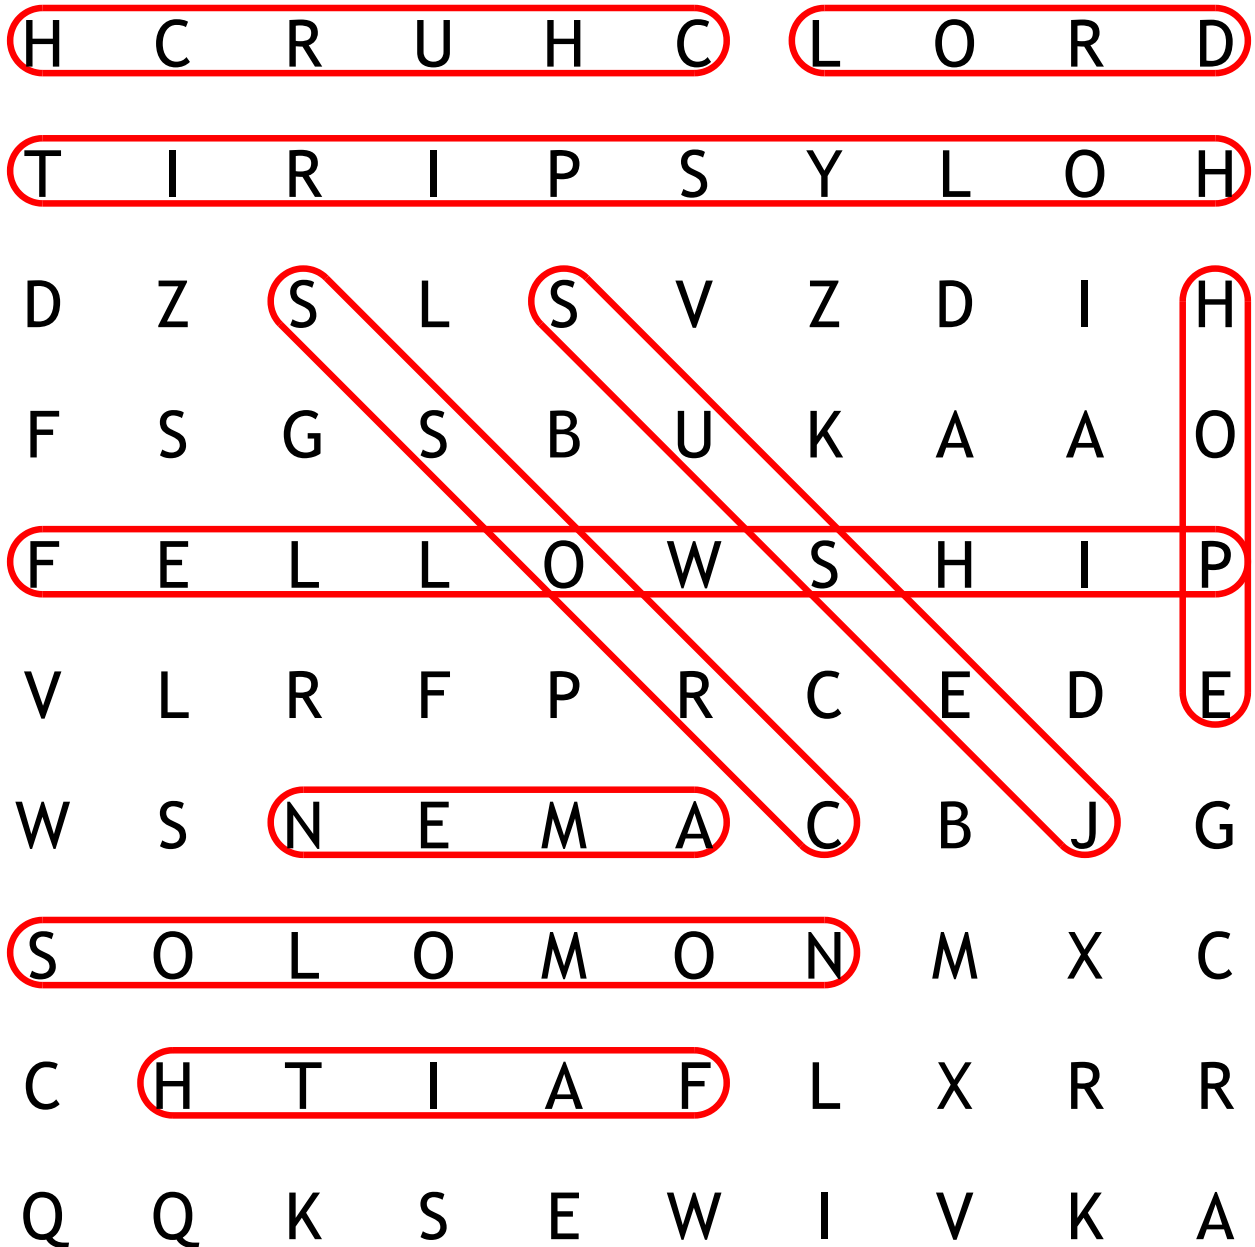 H C R U H C L O R D
T I R I P S Y L O H
D Z S L S V Z D I H
F S G S B U K A A O
F E L L O W S H I P
V L R F P R C E D E
W S N E M A C B J G
S O L O M O N M X C
C H T I A F L X R R
Q Q K S E W I V K A